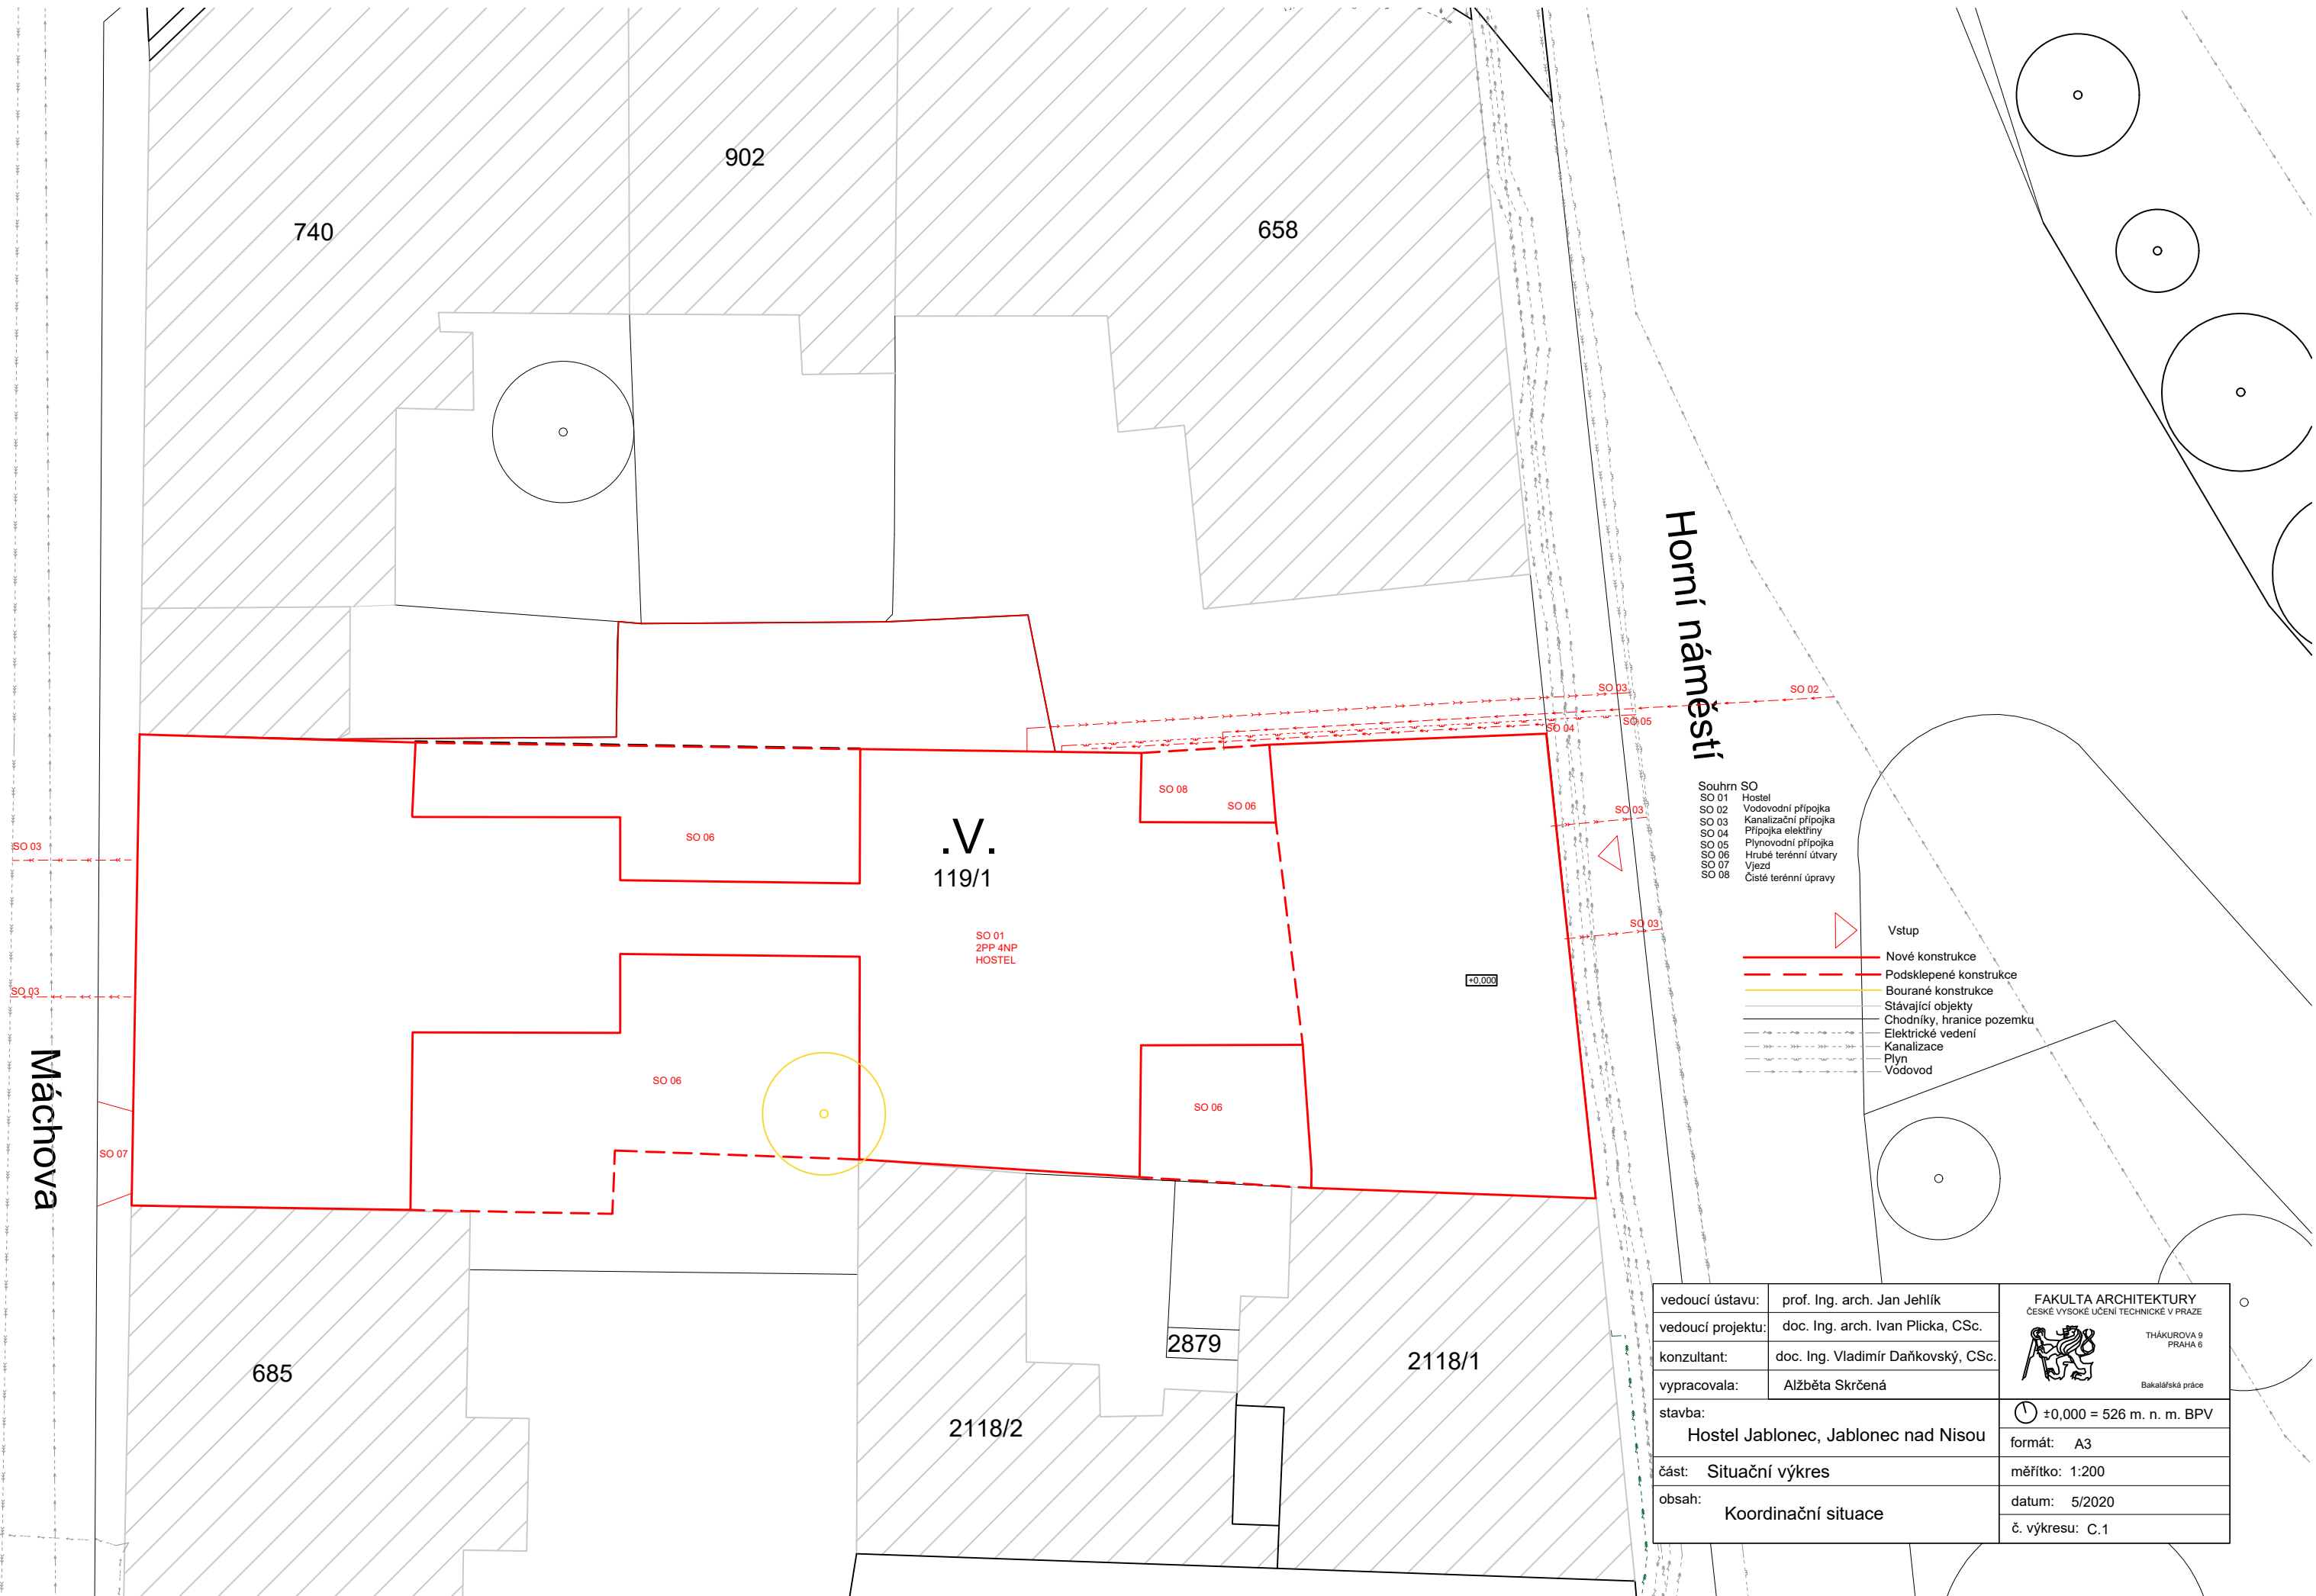 902
740
658
Horní náměstí
SO 03
SO 02
SO 05
SO 04
Souhrn SO
SO 01 Hostel
SO 02 Vodovodní přípojka
SO 03 Kanalizační přípojka
SO 04 Přípojka elektřiny
SO 05 Plynovodní přípojka
SO 06 Hrubé terénní útvary
SO 07 Vjezd
SO 08 Čisté terénní úpravy
SO 08
SO 06
SO 03
SO 06
.V.
119/1
SO 03
SO 03
SO 01
2PP 4NP
HOSTEL
+0,000
SO 03
Vstup
Nové konstrukce
Podsklepené konstrukce
Bourané konstrukce
Stávající objekty
Chodníky, hranice pozemku
Elektrické vedení
Kanalizace
Plyn
Vodovod
Máchova
SO 06
SO 06
SO 07
685
2879
2118/1
2118/2
vedoucí ústavu: prof. Ing. arch. Jan Jehlík
vedoucí projektu: doc. Ing. arch. Ivan Plicka, CSc.
konzultant: doc. Ing. Vladimír Daňkovský, CSc.
vypracovala: Alžběta Skrčená
stavba:
Hostel Jablonec, Jablonec nad Nisou
část: Situační výkres
obsah:
Koordinační situace
FAKULTA ARCHITEKTURY
ČESKÉ VYSOKÉ UČENÍ TECHNICKÉ V PRAZE
THÁKUROVA 9
PRAHA 6
Bakalářská práce
±0,000 = 526 m. n. m. BPV
formát: A3
měřítko: 1:200
datum: 5/2020
č. výkresu: C.1